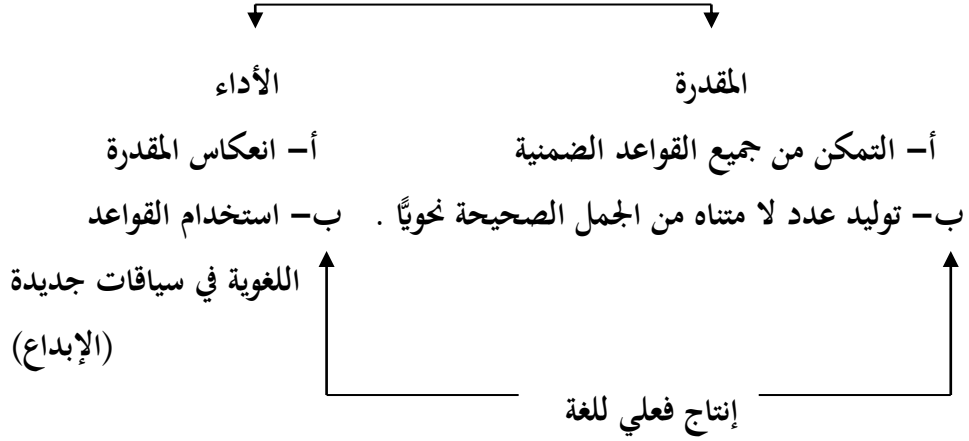 المقدرة الأداء
أ– التمكن من جميع القواعد الضمنية أ– انعكاس المقدرة
ب– توليد عدد لا متناه من الجمل الصحيحة نحويًّا . ب– استخدام القواعد
اللغوية في سياقات جديدة
(الإبداع)
إنتاج فعلي للغة